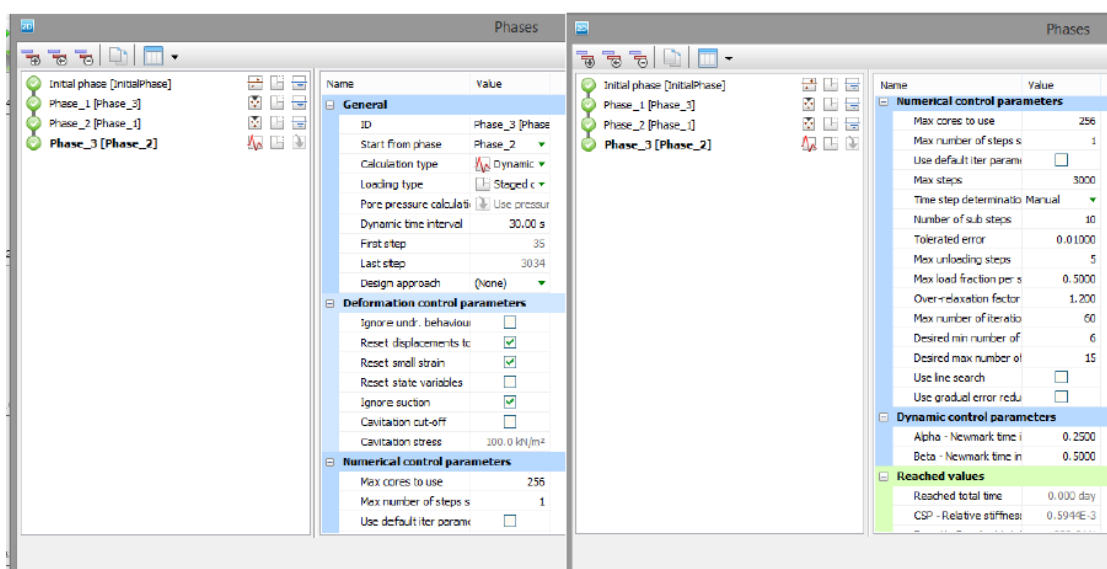 2D Phases
Initial phase [InitialPhase]
Phase_1 [Phase_3]
Phase_2 [Phase_1]
Phase_3 [Phase_2]
Name Value
General
ID Phase_3 [Phase
Start from phase Phase_2
Calculation type Dynamic
Loading type Staged c
Pore pressure calculati Use pressur
Dynamic time interval 30.00 s
First step 35
Last step 3034
Design approach (None)
Deformation control parameters
Ignore undr. behaviour
Reset displacements to
Reset small strain
Reset state variables
Ignore suction
Cavitation cut-off
Cavitation stress 100.0 kN/m²
Numerical control parameters
Max cores to use 256
Max number of steps s 1
Use default iter parame
2D Phases
Initial phase [InitialPhase]
Phase_1 [Phase_3]
Phase_2 [Phase_1]
Phase_3 [Phase_2]
Name Value
Numerical control parameters
Max cores to use 256
Max number of steps s 1
Use default iter parame
Max steps 3000
Time step determinatio Manual
Number of sub steps 10
Tolerated error 0.01000
Max unloading steps 5
Max load fraction per s 0.5000
Over-relaxation factor 1.200
Max number of iteratio 60
Desired min number of 6
Desired max number of 15
Use line search
Use gradual error redu
Dynamic control parameters
Alpha - Newmark time i 0.2500
Beta - Newmark time in 0.5000
Reached values
Reached total time 0.000 day
CSP - Relative stiffness 0.5944E-3